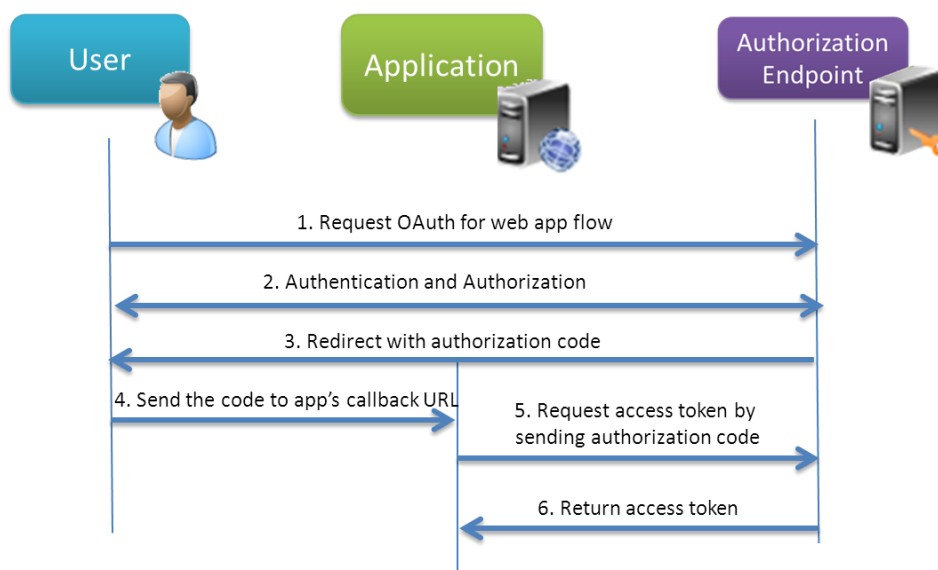 User
Application
Authorization
Endpoint
1. Request OAuth for web app flow
2. Authentication and Authorization
3. Redirect with authorization code
4. Send the code to app’s callback URL
5. Request access token by
sending authorization code
6. Return access token